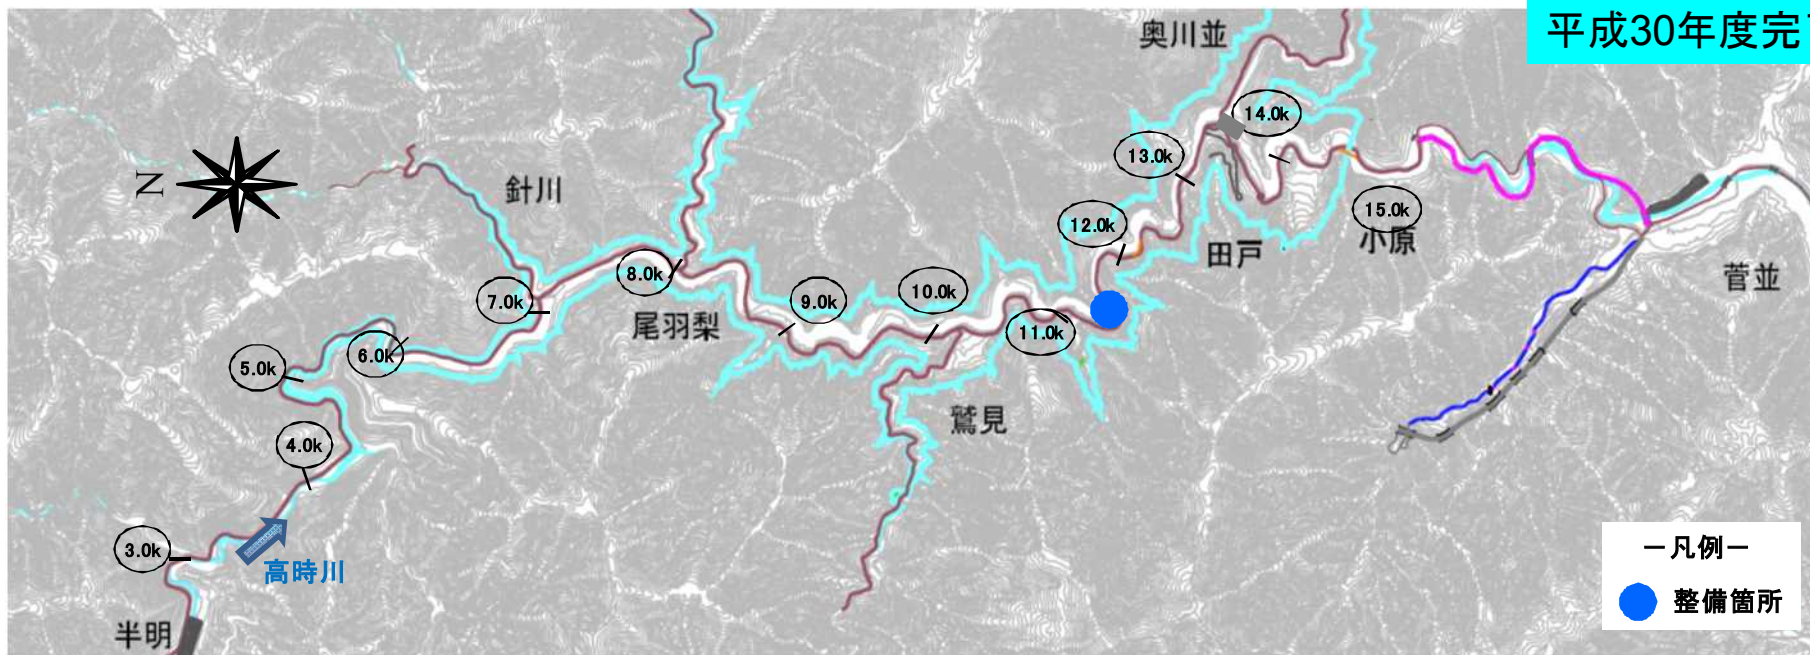 平成30年度完
奥川並
14.0k
13.0k
N
針川
15.0k
12.0k
小原
田戸
8.0k
菅並
7.0k
9.0k
10.0k
尾羽梨
11.0k
6.0k
5.0k
鷲見
4.0k
3.0k
高時川
半明
－凡例－
整備箇所